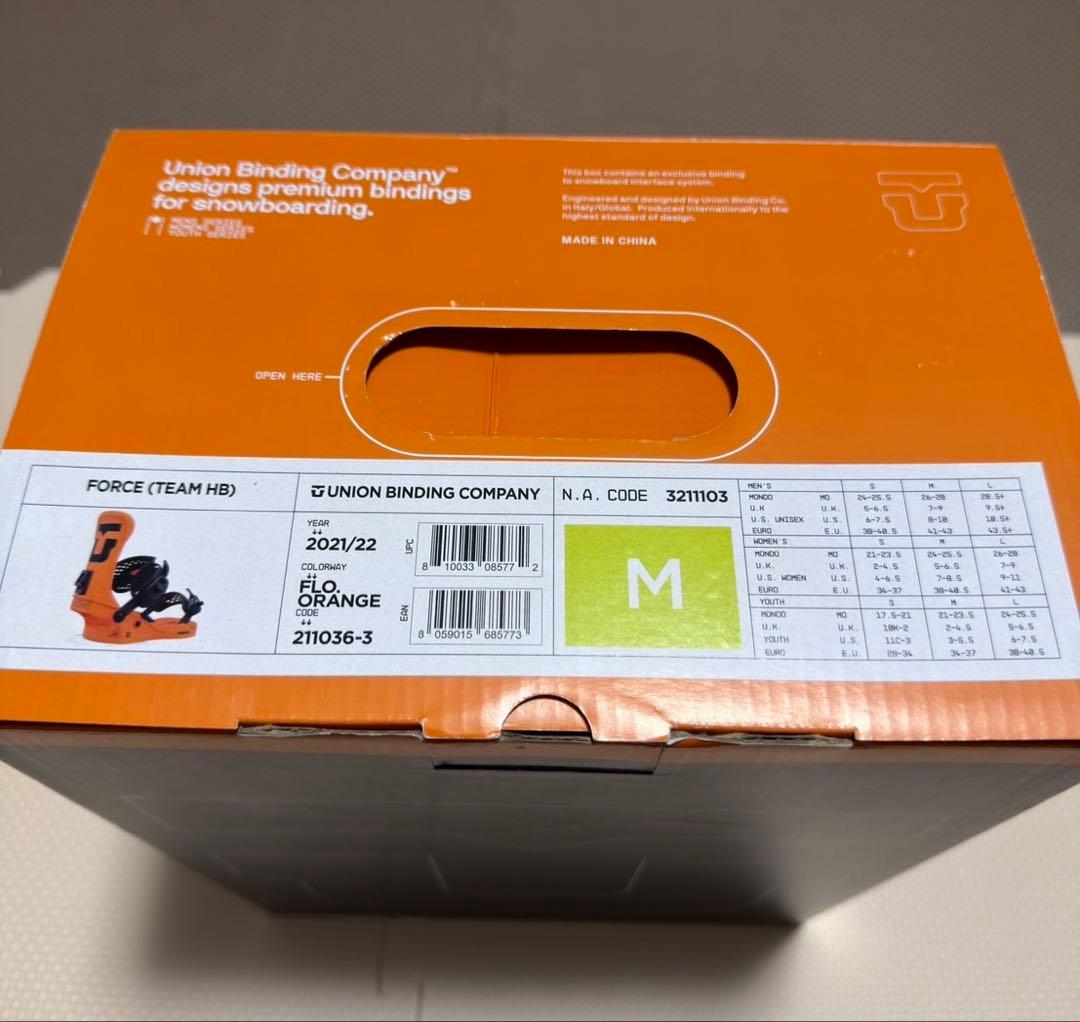 Union Binding Company™
designs premium bindings
for snowboarding.
MENS SERIES
WOMENS SERIES
YOUTH SERIES
This box contains an exclusive binding
to snowboard interface system.
Engineered and designed by Union Binding Co.
in Italy/Global. Produced internationally to the
highest standard of design.
MADE IN CHINA
OPEN HERE
FORCE (TEAM HB)
UNION BINDING COMPANY
YEAR
2021/22
COLORWAY
FLO.
ORANGE
CODE
211036-3
UPC
8 10033 08577 2
EAN
8 059015 685773
N.A. CODE 3211103
M
MEN'S S M L
MONDO MO 24-25.5 26-28 28.5+
U.K U.K. 5-6.5 7-9 9.5+
U.S. UNISEX U.S. 6-7.5 8-10 10.5+
EURO E.U. 38-40.5 41-43 43.5+
WOMEN'S S M L
MONDO MO 21-23.5 24-25.5 26-28
U.K. U.K. 2-4.5 5-6.5 7-9
U.S. WOMEN U.S. 4-6.5 7-8.5 9-11
EURO E.U. 34-37 38-40.5 41-43
YOUTH S M L
MONDO MO 17.5-21 21-23.5 24-25.5
U.K. U.K. 10K-2 2-4.5 5-6.5
YOUTH U.S. 11C-3 3-5.5 6-7.5
EURO E.U. 28-34 34-37 38-40.5